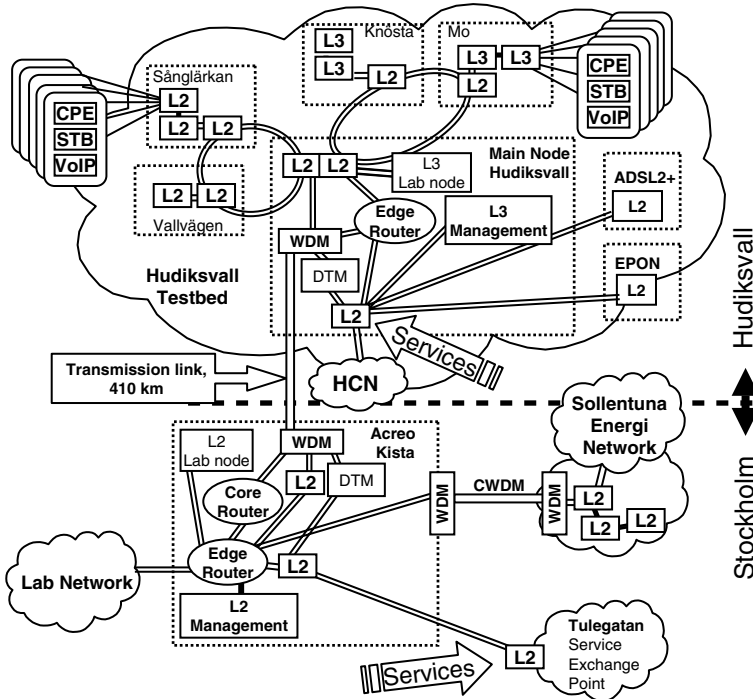 Knösta
Mo
L3
L3
L2
L3
L3
L2
CPE
STB
VoIP
Sånglärkan
L2
L2
L2
CPE
STB
VoIP
L2
L2
Vallvägen
L2
L2
L3
Lab node
Main Node
Hudiksvall
ADSL2+
L2
Edge
Router
L3
Management
WDM
DTM
Hudiksvall
Testbed
EPON
L2
L2
Services
HCN
Transmission link,
410 km
Hudiksvall
Stockholm
Sollentuna
Energi
Network
L2
Lab node
WDM
Acreo
Kista
L2
DTM
Core
Router
WDM
CWDM
WDM
L2
L2
L2
Edge
Router
L2
Lab Network
L2
Management
Services
L2
Tulegatan
Service
Exchange
Point